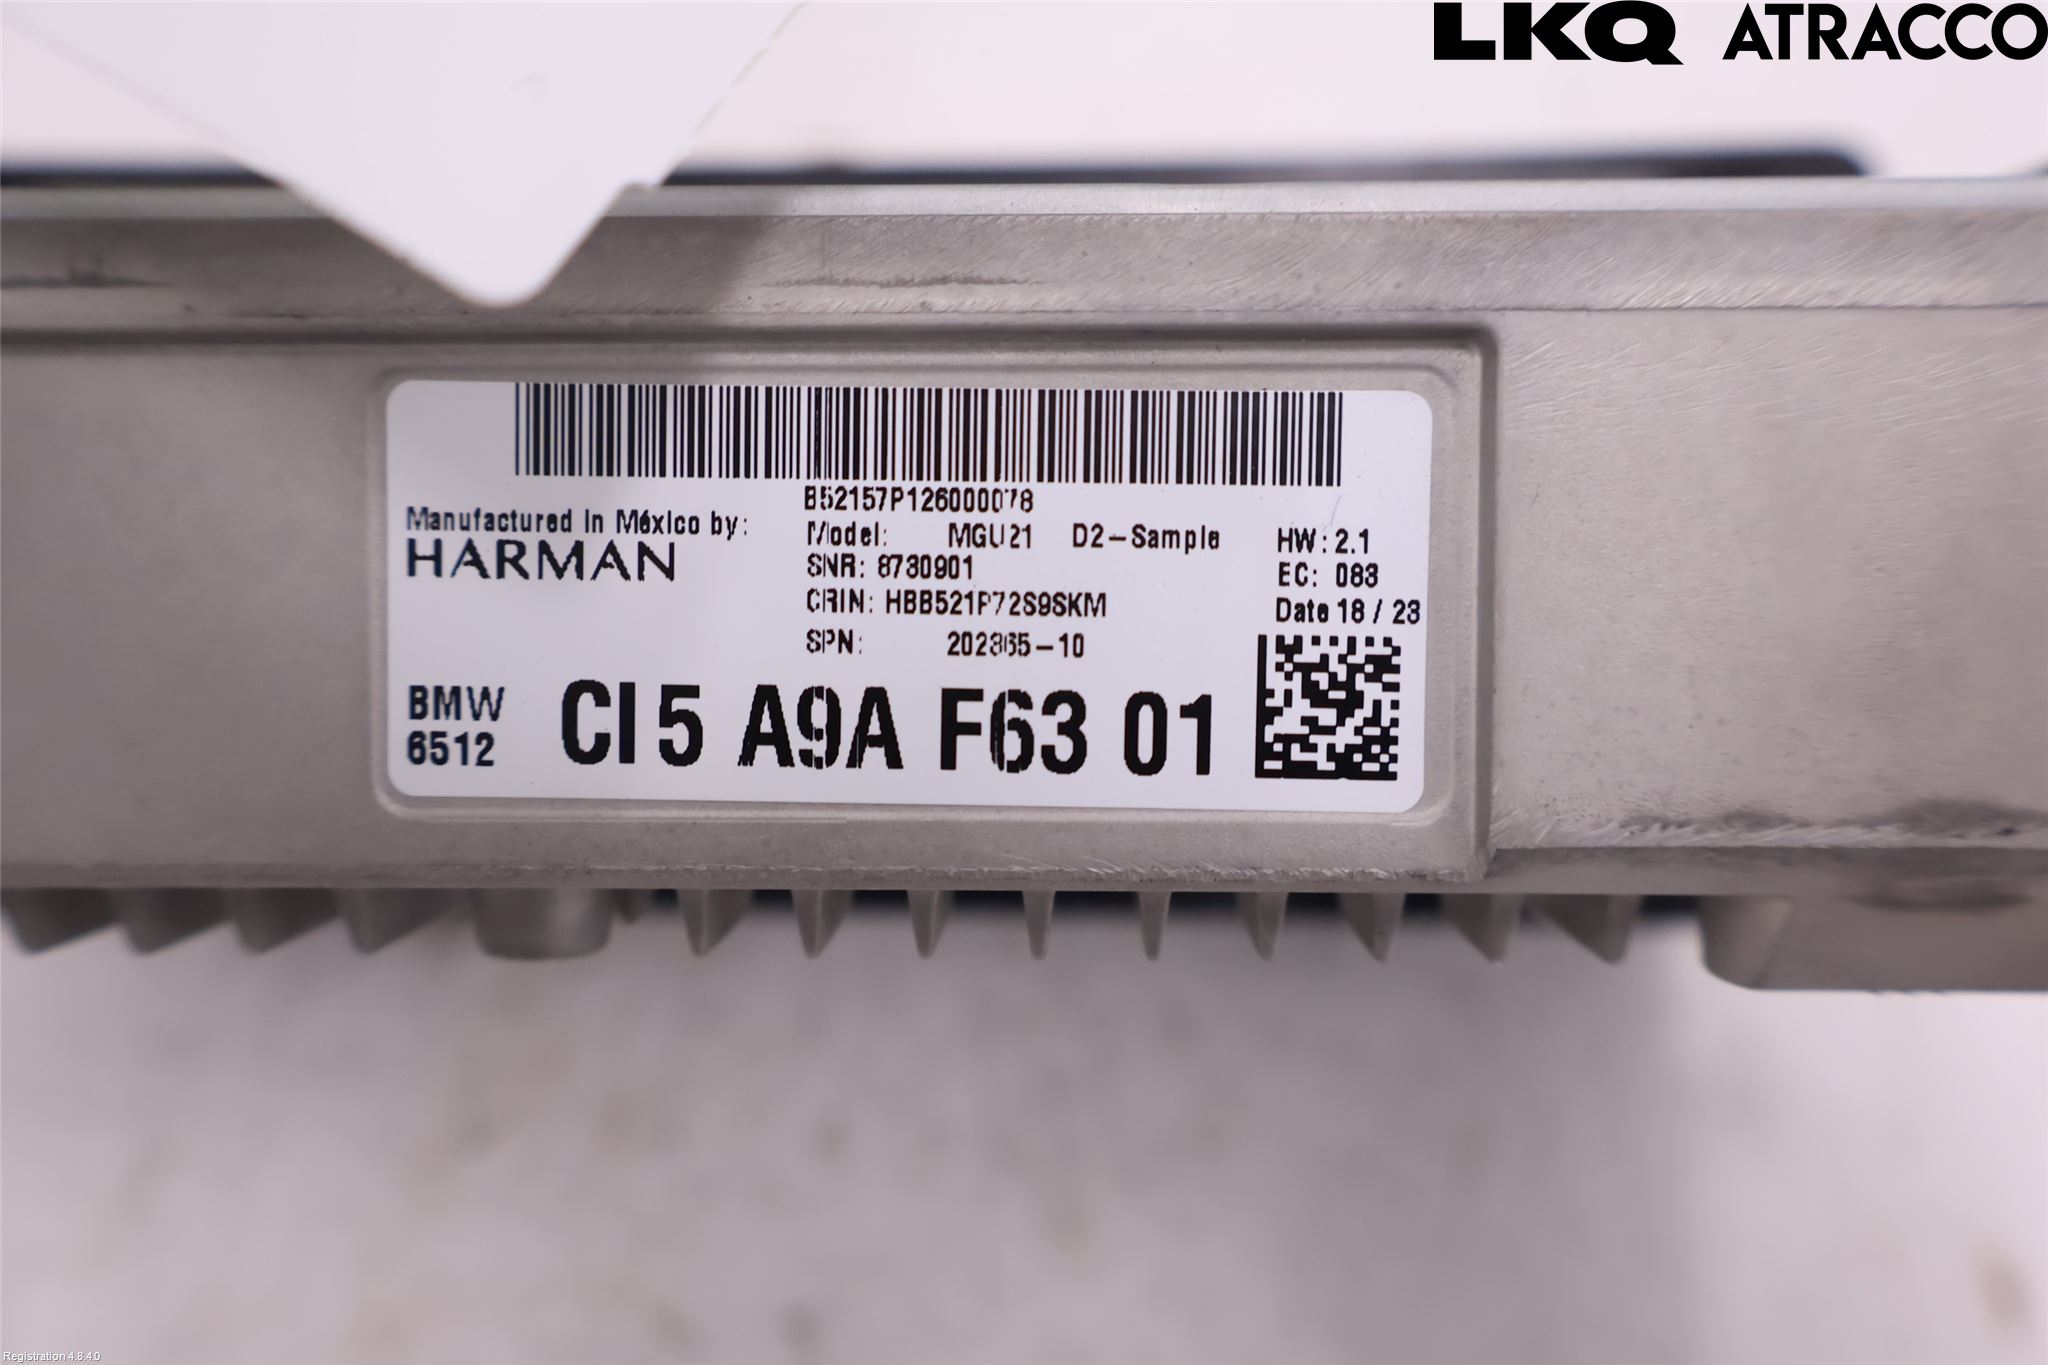 LKQ ATRACCO
B52157P126000078
Manufactured in México by:
HARMAN
Model: MGU21 D2-Sample
SNR: 8730901
CRIN: HBB521P72S9SKM
SPN: 202865-10
HW: 2.1
EC: 083
Date 18 / 23
BMW
6512
CI5 A9A F63 01
Registration 4.8.4.0